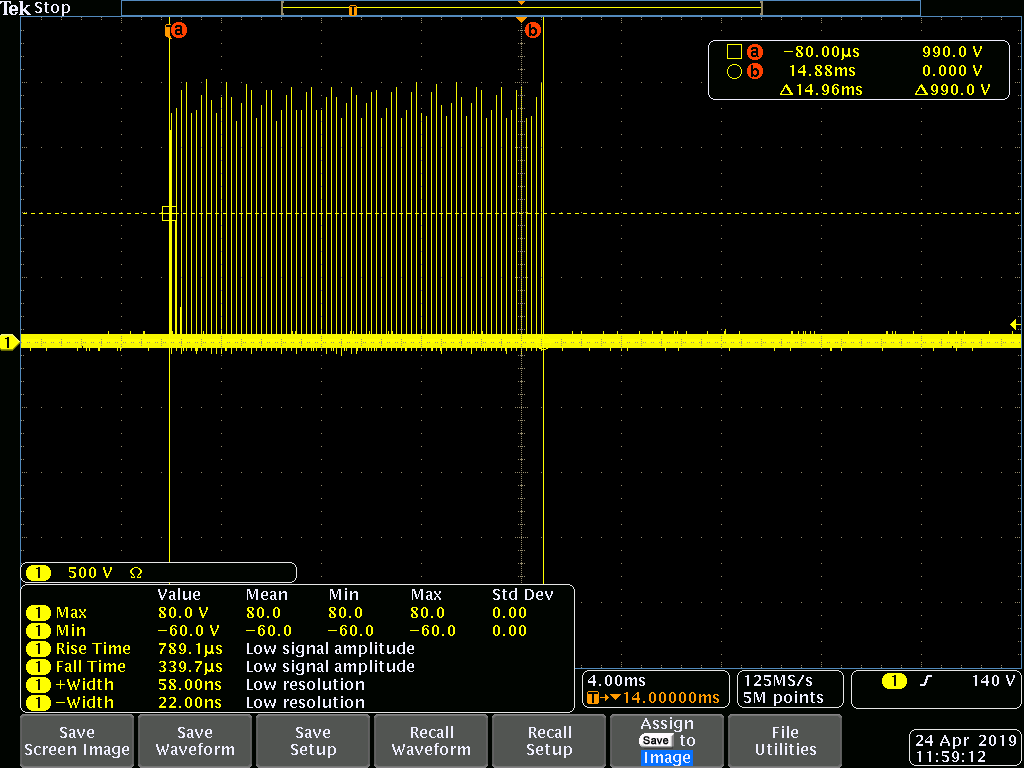 Tek Stop
T
a
b
a −80.00µs 990.0 V
b 14.88ms 0.000 V
Δ14.96ms Δ990.0 V
1
1 500 V Ω
Value Mean Min Max Std Dev
1 Max 80.0 V 80.0 80.0 80.0 0.00
1 Min −60.0 V −60.0 −60.0 −60.0 0.00
1 Rise Time 789.1µs Low signal amplitude
1 Fall Time 339.7µs Low signal amplitude
1 +Width 58.00ns Low resolution
1 −Width 22.00ns Low resolution
4.00ms
T→▼14.00000ms
125MS/s
5M points
1 140 V
Save
Screen Image
Save
Waveform
Save
Setup
Recall
Waveform
Recall
Setup
Assign
Save to
Image
File
Utilities
24 Apr 2019
11:59:12